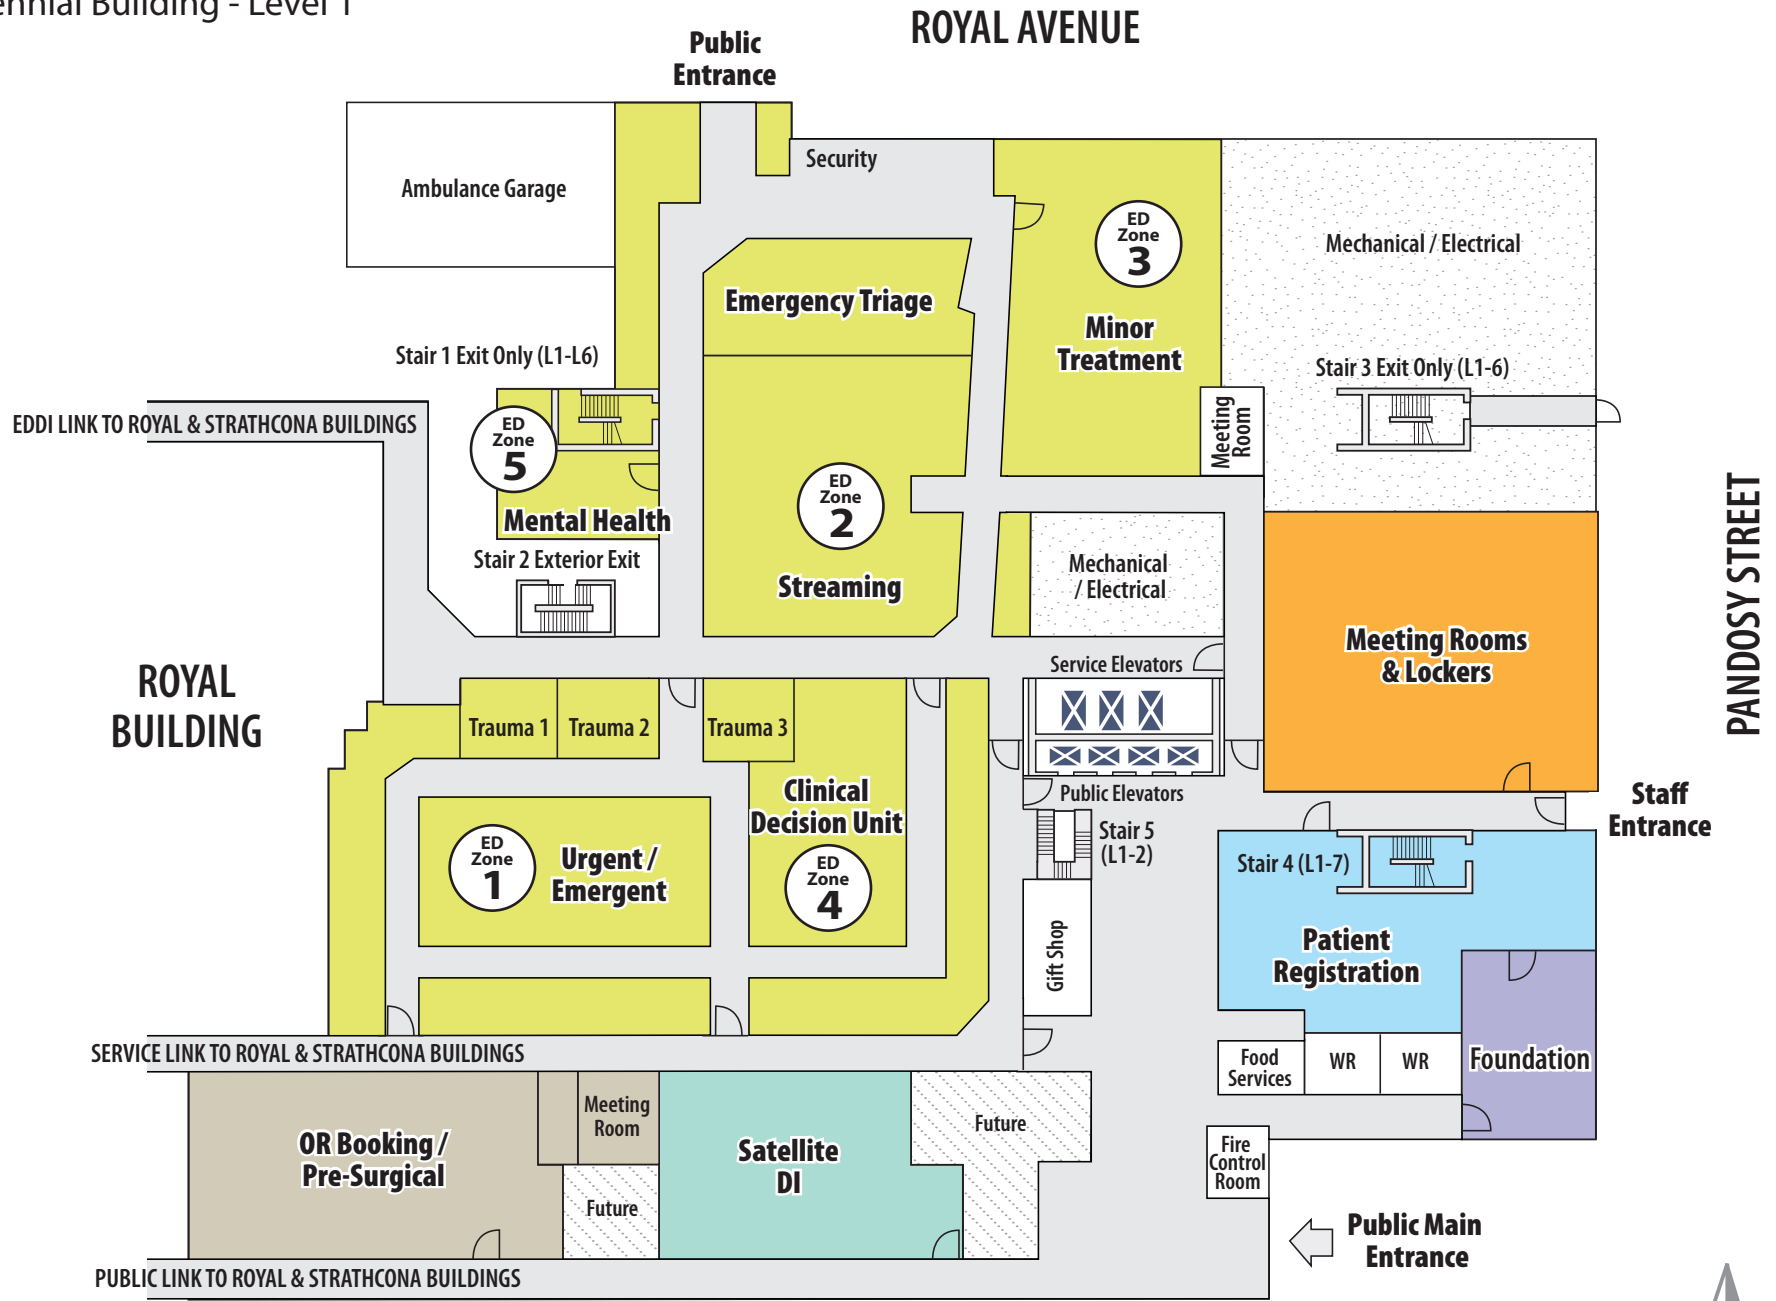 ennial Building - Level 1
ROYAL AVENUE
Public
Entrance
Security
Ambulance Garage
ED
Zone
3
Mechanical / Electrical
Emergency Triage
Minor
Treatment
Stair 1 Exit Only (L1-L6)
Stair 3 Exit Only (L1-6)
Meeting
Room
EDDI LINK TO ROYAL & STRATHCONA BUILDINGS
ED
Zone
5
ED
Zone
2
Mental Health
Stair 2 Exterior Exit
Streaming
Mechanical
/ Electrical
PANDOSY STREET
Meeting Rooms
& Lockers
Service Elevators
ROYAL
BUILDING
Trauma 1
Trauma 2
Trauma 3
Clinical
Decision Unit
Public Elevators
Staff
Entrance
Stair 5
(L1-2)
ED
Zone
1
Urgent /
Emergent
ED
Zone
4
Stair 4 (L1-7)
Gift Shop
Patient
Registration
SERVICE LINK TO ROYAL & STRATHCONA BUILDINGS
Food
Services
WR
WR
Foundation
OR Booking /
Pre-Surgical
Meeting
Room
Satellite
DI
Future
Fire
Control
Room
Future
Public Main
Entrance
PUBLIC LINK TO ROYAL & STRATHCONA BUILDINGS